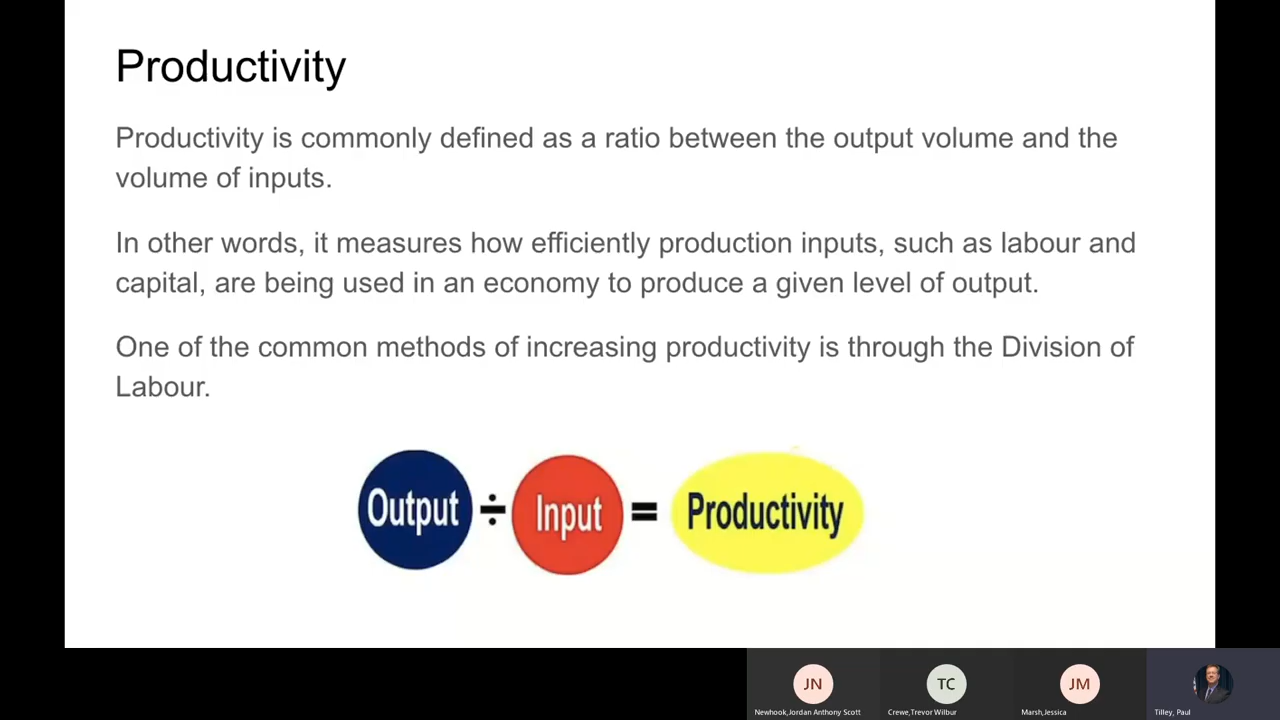 Productivity
Productivity is commonly defined as a ratio between the output volume and the
volume of inputs.
In other words, it measures how efficiently production inputs, such as labour and
capital, are being used in an economy to produce a given level of output.
One of the common methods of increasing productivity is through the Division of
Labour.
Output ÷ Input = Productivity
JN TC JM
Newhook,Jordan Anthony Scott Crewe,Trevor Wilbur Marsh,Jessica Tilley, Paul